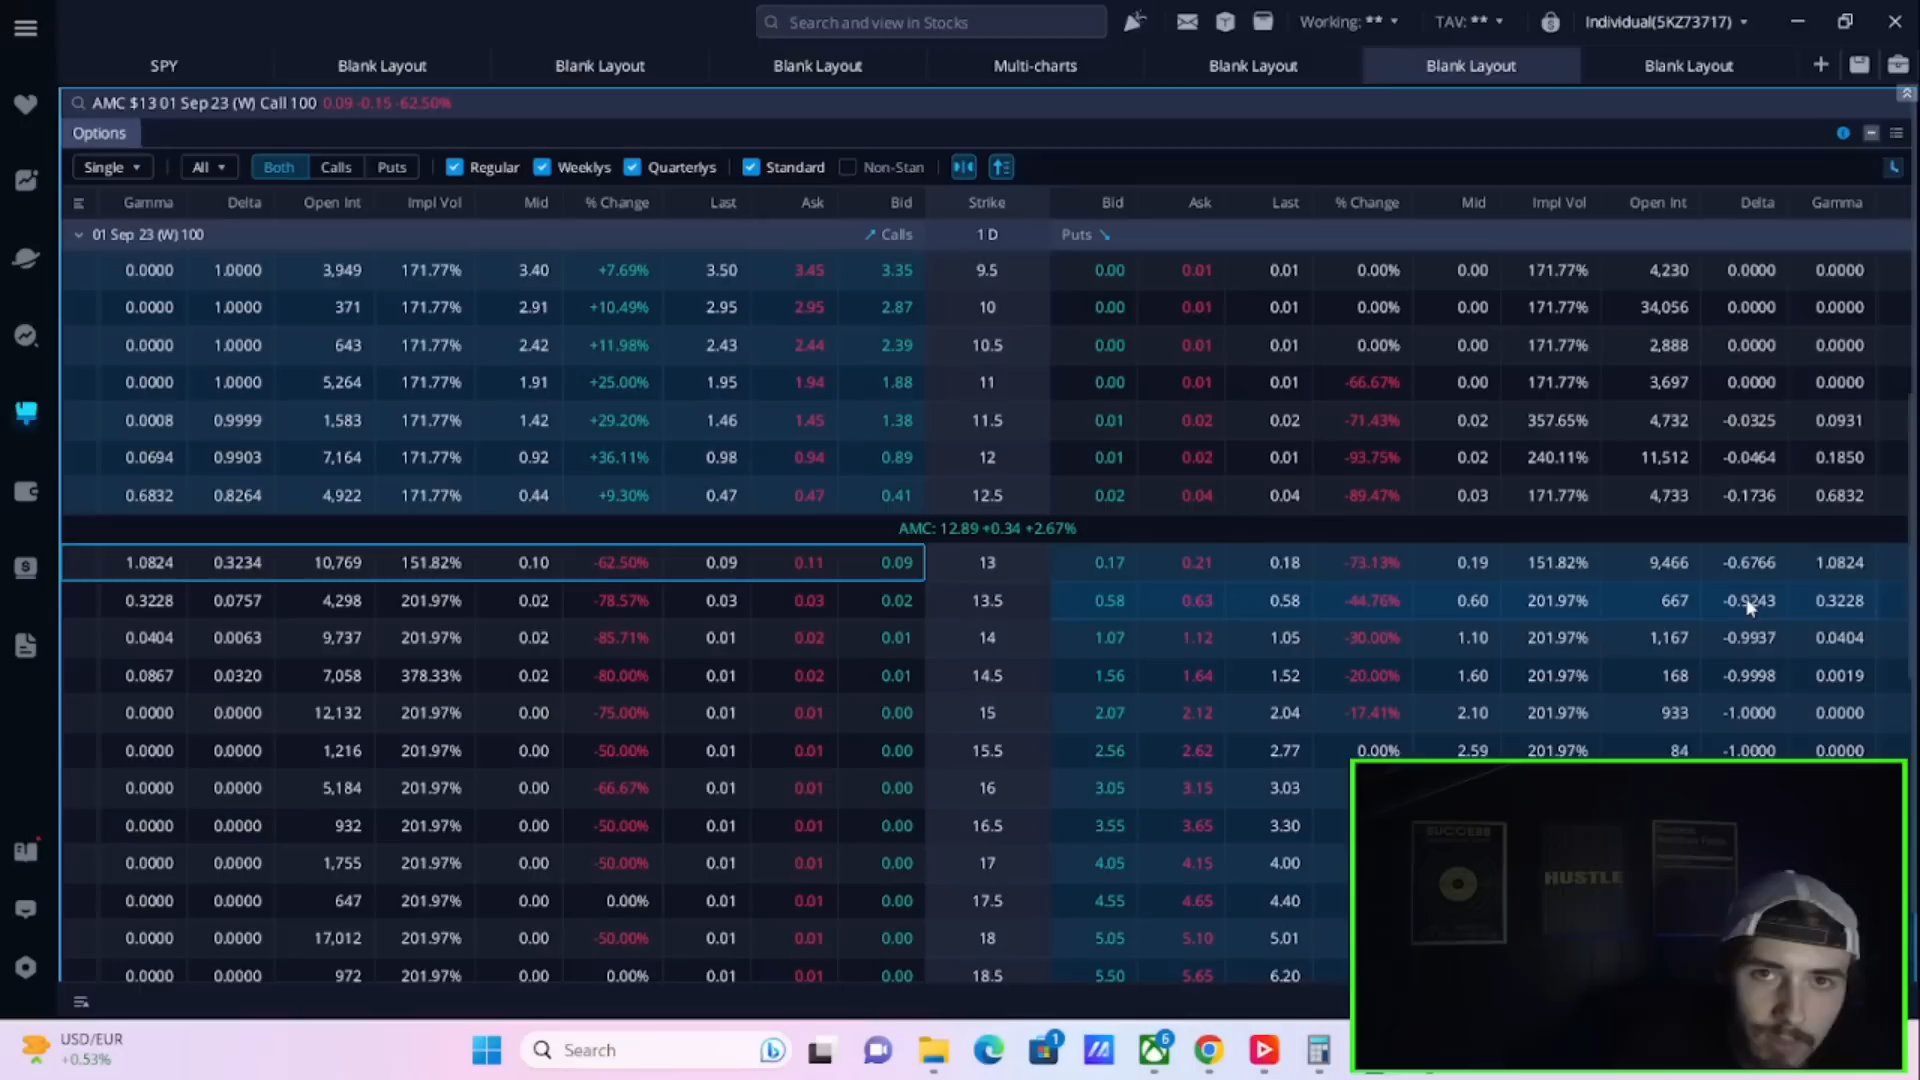 Search and view in Stocks
Working: **
TAV: **
Individual(5KZ73717)
SPY Blank Layout Blank Layout Blank Layout Multi-charts Blank Layout Blank Layout Blank Layout
AMC $13 01 Sep 23 (W) Call 100 0.09 -0.15 -62.50%
Options
Single All Both Calls Puts Regular Weeklys Quarterlys Standard Non-Stan
Gamma Delta Open Int Impl Vol Mid % Change Last Ask Bid Strike Bid Ask Last % Change Mid Impl Vol Open Int Delta Gamma
01 Sep 23 (W) 100 Calls 1 D Puts
0.0000 1.0000 3,949 171.77% 3.40 +7.69% 3.50 3.45 3.35 9.5 0.00 0.01 0.01 0.00% 0.00 171.77% 4,230 0.0000 0.0000
0.0000 1.0000 371 171.77% 2.91 +10.49% 2.95 2.95 2.87 10 0.00 0.01 0.01 0.00% 0.00 171.77% 34,056 0.0000 0.0000
0.0000 1.0000 643 171.77% 2.42 +11.98% 2.43 2.44 2.39 10.5 0.00 0.01 0.01 0.00% 0.00 171.77% 2,888 0.0000 0.0000
0.0000 1.0000 5,264 171.77% 1.91 +25.00% 1.95 1.94 1.88 11 0.00 0.01 0.01 -66.67% 0.00 171.77% 3,697 0.0000 0.0000
0.0008 0.9999 1,583 171.77% 1.42 +29.20% 1.46 1.45 1.38 11.5 0.01 0.02 0.02 -71.43% 0.02 357.65% 4,732 -0.0325 0.0931
0.0694 0.9903 7,164 171.77% 0.92 +36.11% 0.98 0.94 0.89 12 0.01 0.02 0.01 -93.75% 0.02 240.11% 11,512 -0.0464 0.1850
0.6832 0.8264 4,922 171.77% 0.44 +9.30% 0.47 0.47 0.41 12.5 0.02 0.04 0.04 -89.47% 0.03 171.77% 4,733 -0.1736 0.6832
AMC: 12.89 +0.34 +2.67%
1.0824 0.3234 10,769 151.82% 0.10 -62.50% 0.09 0.11 0.09 13 0.17 0.21 0.18 -73.13% 0.19 151.82% 9,466 -0.6766 1.0824
0.3228 0.0757 4,298 201.97% 0.02 -78.57% 0.03 0.03 0.02 13.5 0.58 0.63 0.58 -44.76% 0.60 201.97% 667 -0.9243 0.3228
0.0404 0.0063 9,737 201.97% 0.02 -85.71% 0.01 0.02 0.01 14 1.07 1.12 1.05 -30.00% 1.10 201.97% 1,167 -0.9937 0.0404
0.0867 0.0320 7,058 378.33% 0.02 -80.00% 0.01 0.02 0.01 14.5 1.56 1.64 1.52 -20.00% 1.60 201.97% 168 -0.9998 0.0019
0.0000 0.0000 12,132 201.97% 0.00 -75.00% 0.01 0.01 0.00 15 2.07 2.12 2.04 -17.41% 2.10 201.97% 933 -1.0000 0.0000
0.0000 0.0000 1,216 201.97% 0.00 -50.00% 0.01 0.01 0.00 15.5 2.56 2.62 2.77 0.00% 2.59 201.97% 84 -1.0000 0.0000
0.0000 0.0000 5,184 201.97% 0.00 -66.67% 0.01 0.01 0.00 16 3.05 3.15 3.03
0.0000 0.0000 932 201.97% 0.00 -50.00% 0.01 0.01 0.00 16.5 3.55 3.65 3.30
0.0000 0.0000 1,755 201.97% 0.00 -50.00% 0.01 0.01 0.00 17 4.05 4.15 4.00
0.0000 0.0000 647 201.97% 0.00 0.00% 0.01 0.01 0.00 17.5 4.55 4.65 4.40
0.0000 0.0000 17,012 201.97% 0.00 -50.00% 0.01 0.01 0.00 18 5.05 5.10 5.01
0.0000 0.0000 972 201.97% 0.00 0.00% 0.01 0.01 0.00 18.5 5.50 5.65 6.20
SUCCESS
HUSTLE
USD/EUR
+0.53%
Search
1
6